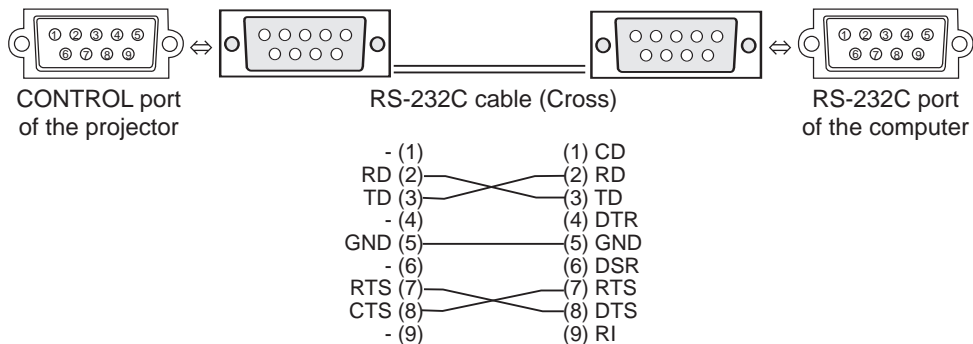 ① ② ③ ④ ⑤ ① ② ③ ④ ⑤
⑥ ⑦ ⑧ ⑨ ⑥ ⑦ ⑧ ⑨
CONTROL port of the projector
RS-232C cable (Cross)
RS-232C port of the computer
- (1) (1) CD
RD (2) (2) RD
TD (3) (3) TD
- (4) (4) DTR
GND (5) (5) GND
- (6) (6) DSR
RTS (7) (7) RTS
CTS (8) (8) DTS
- (9) (9) RI